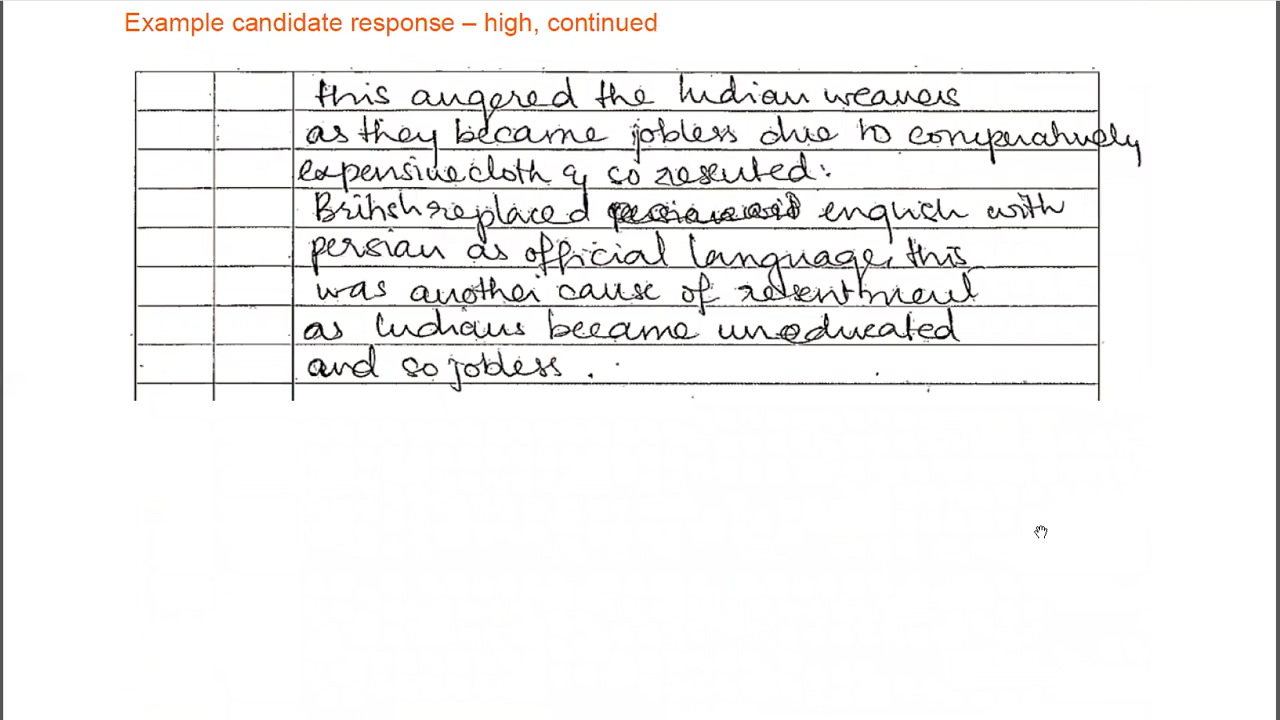 Example candidate response – high, continued
this angered the Indian weavers
as they became jobless due to comperatively
expensive cloth & so resented.
British replaced english with
persian as official language, this
was another cause of resentment
as Indians became uneducated
and so jobless .